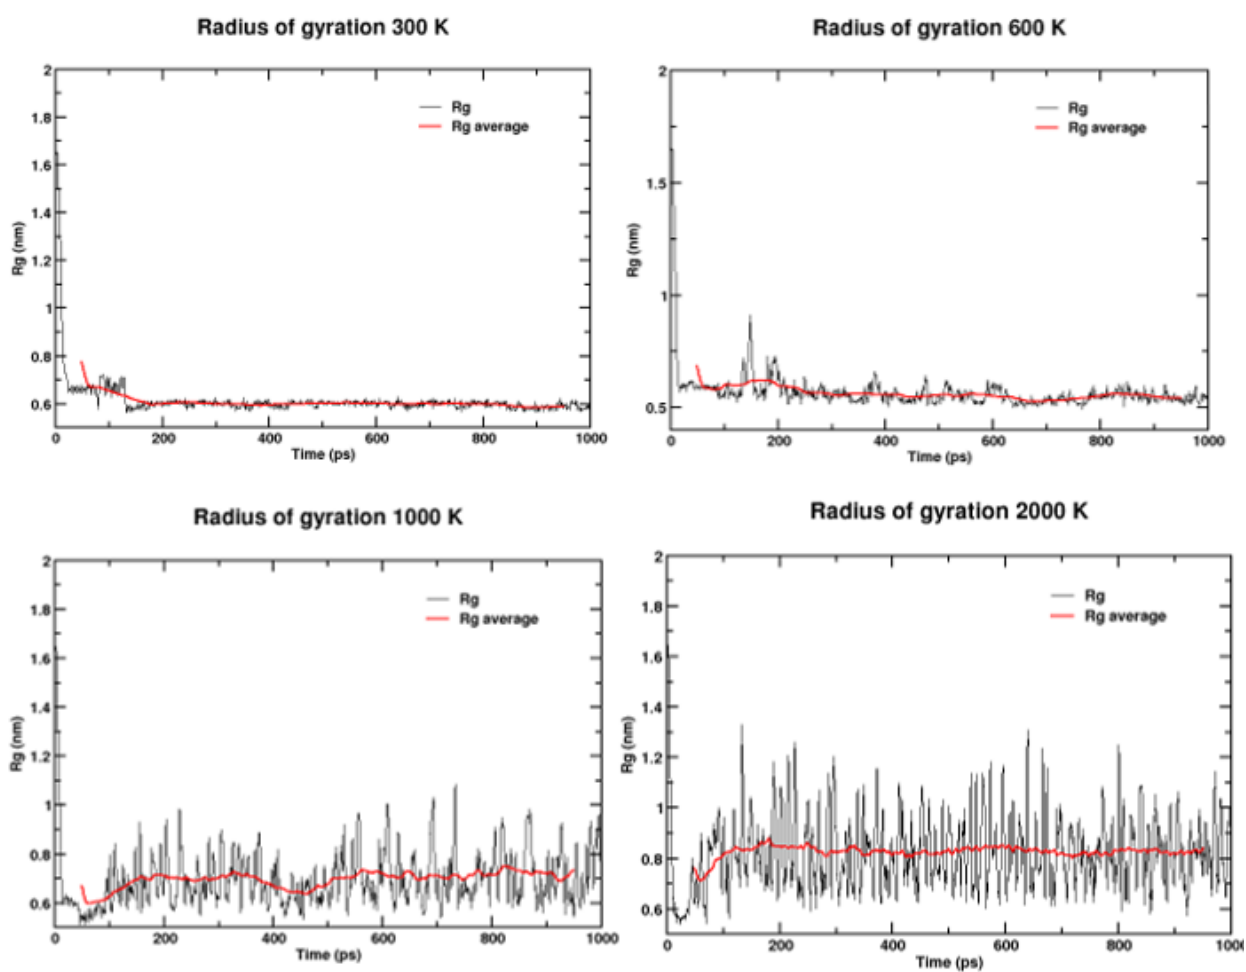 Radius of gyration 300 K
2
1.8
1.6
1.4
1.2
1
0.8
0.6
Rg (nm)
Rg
Rg average
0
200
400
600
800
1000
Time (ps)
Radius of gyration 600 K
2
1.5
1
0.5
Rg (nm)
Rg
Rg average
0
200
400
600
800
1000
Time (ps)
Radius of gyration 1000 K
2
1.8
1.6
1.4
1.2
1
0.8
0.6
Rg (nm)
Rg
Rg average
0
200
400
600
800
1000
Time (ps)
Radius of gyration 2000 K
2
1.8
1.6
1.4
1.2
1
0.8
0.6
Rg (nm)
Rg
Rg average
0
200
400
600
800
1000
Time (ps)